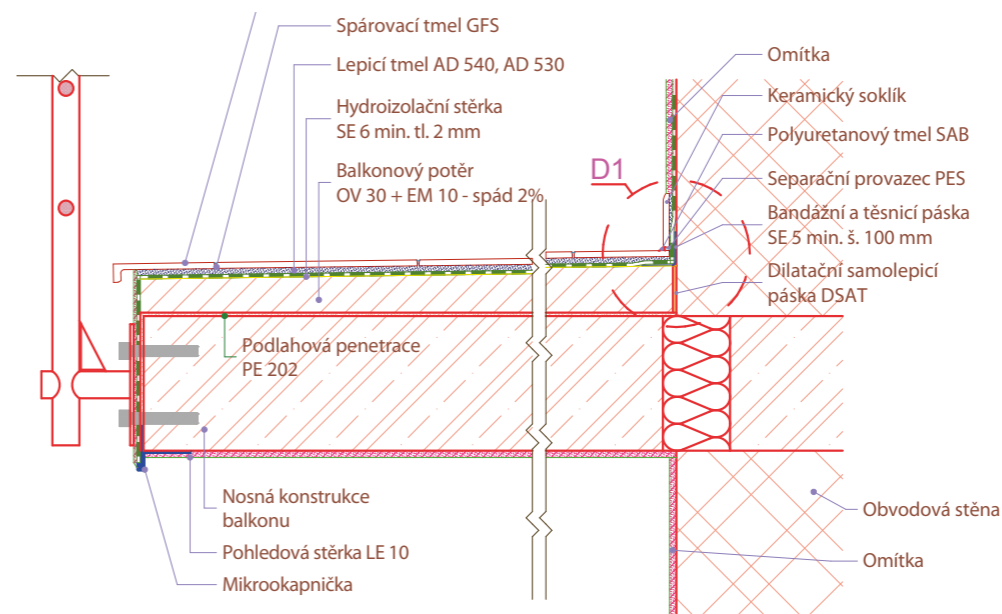 Spárovací tmel GFS
Lepicí tmel AD 540, AD 530
Hydroizolační stěrka
SE 6 min. tl. 2 mm
Balkonový potěr
OV 30 + EM 10 - spád 2%
D1
Omítka
Keramický soklík
Polyuretanový tmel SAB
Separační provazec PES
Bandážní a těsnicí páska
SE 5 min. š. 100 mm
Dilatační samolepicí
páska DSAT
Podlahová penetrace
PE 202
Nosná konstrukce
balkonu
Pohledová stěrka LE 10
Mikrookapnička
Obvodová stěna
Omítka